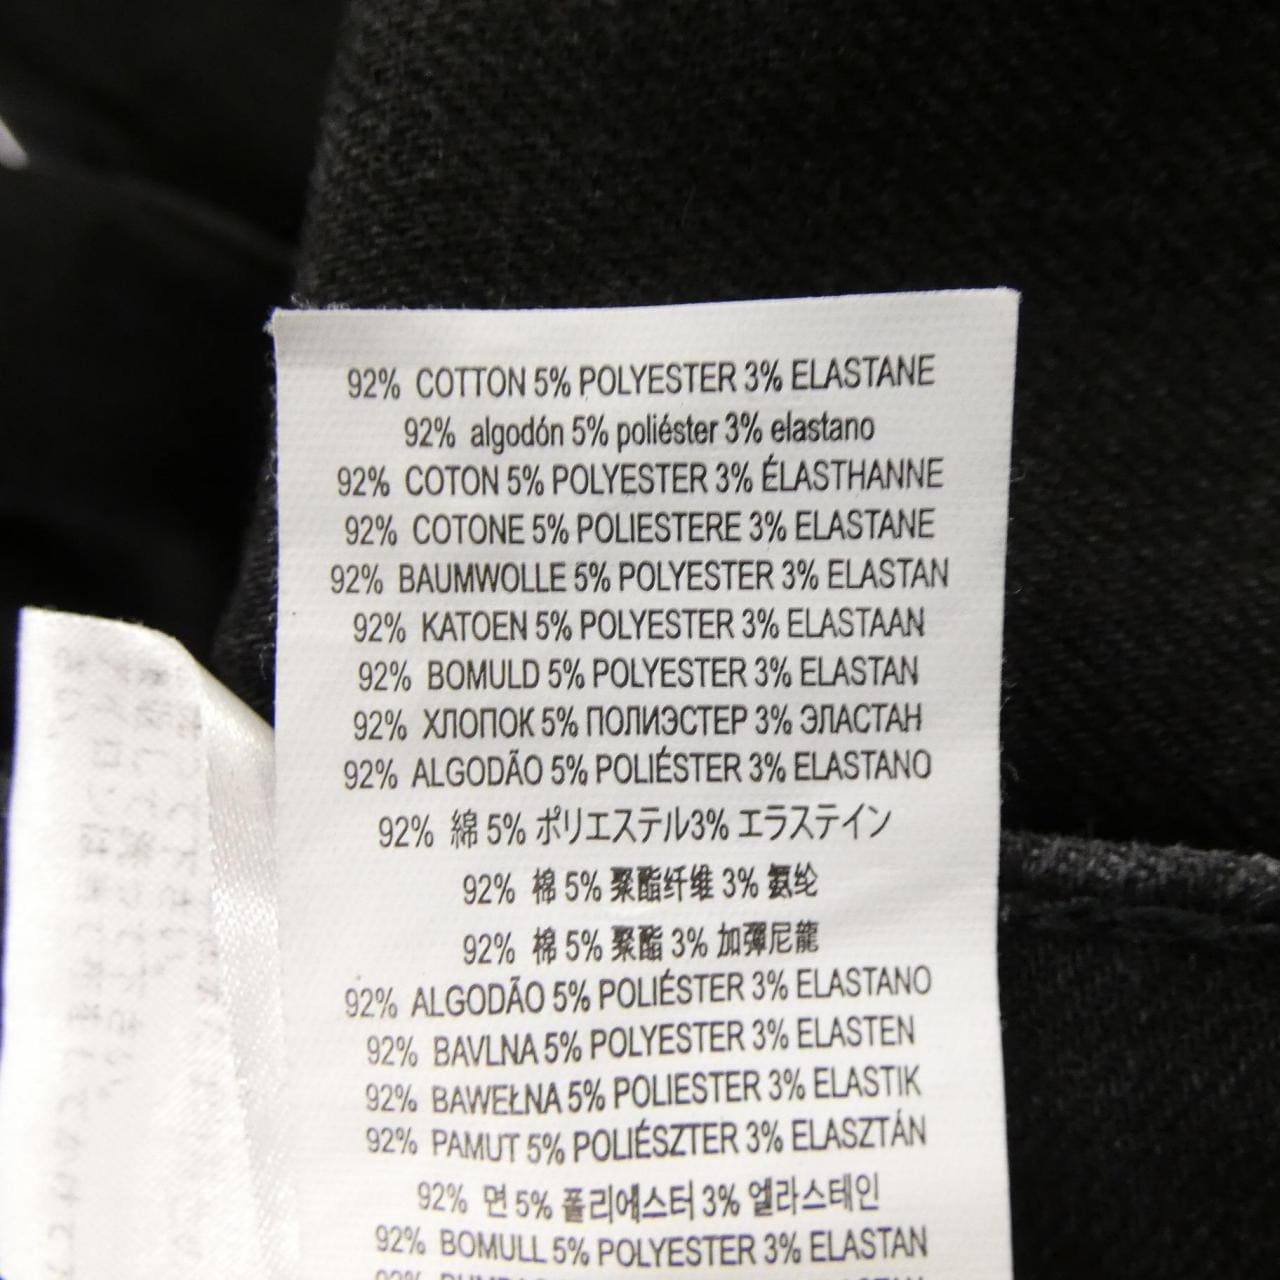 92% COTTON 5% POLYESTER 3% ELASTANE
92% algodón 5% poliéster 3% elastano
92% COTON 5% POLYESTER 3% ÉLASTHANNE
92% COTONE 5% POLIESTERE 3% ELASTANE
92% BAUMWOLLE 5% POLYESTER 3% ELASTAN
92% KATOEN 5% POLYESTER 3% ELASTAAN
92% BOMULD 5% POLYESTER 3% ELASTAN
92% ХЛОПОК 5% ПОЛИЭСТЕР 3% ЭЛАСТАН
92% ALGODÃO 5% POLIÉSTER 3% ELASTANO
92% 綿 5% ポリエステル3% エラステイン
92% 棉 5% 聚酯纤维 3% 氨纶
92% 棉 5% 聚酯 3% 加彈尼龍
92% ALGODÃO 5% POLIÉSTER 3% ELASTANO
92% BAVLNA 5% POLYESTER 3% ELASTEN
92% BAWEŁNA 5% POLIESTER 3% ELASTIK
92% PAMUT 5% POLIÉSZTER 3% ELASZTÁN
92% 면 5% 폴리에스터 3% 엘라스테인
92% BOMULL 5% POLYESTER 3% ELASTAN